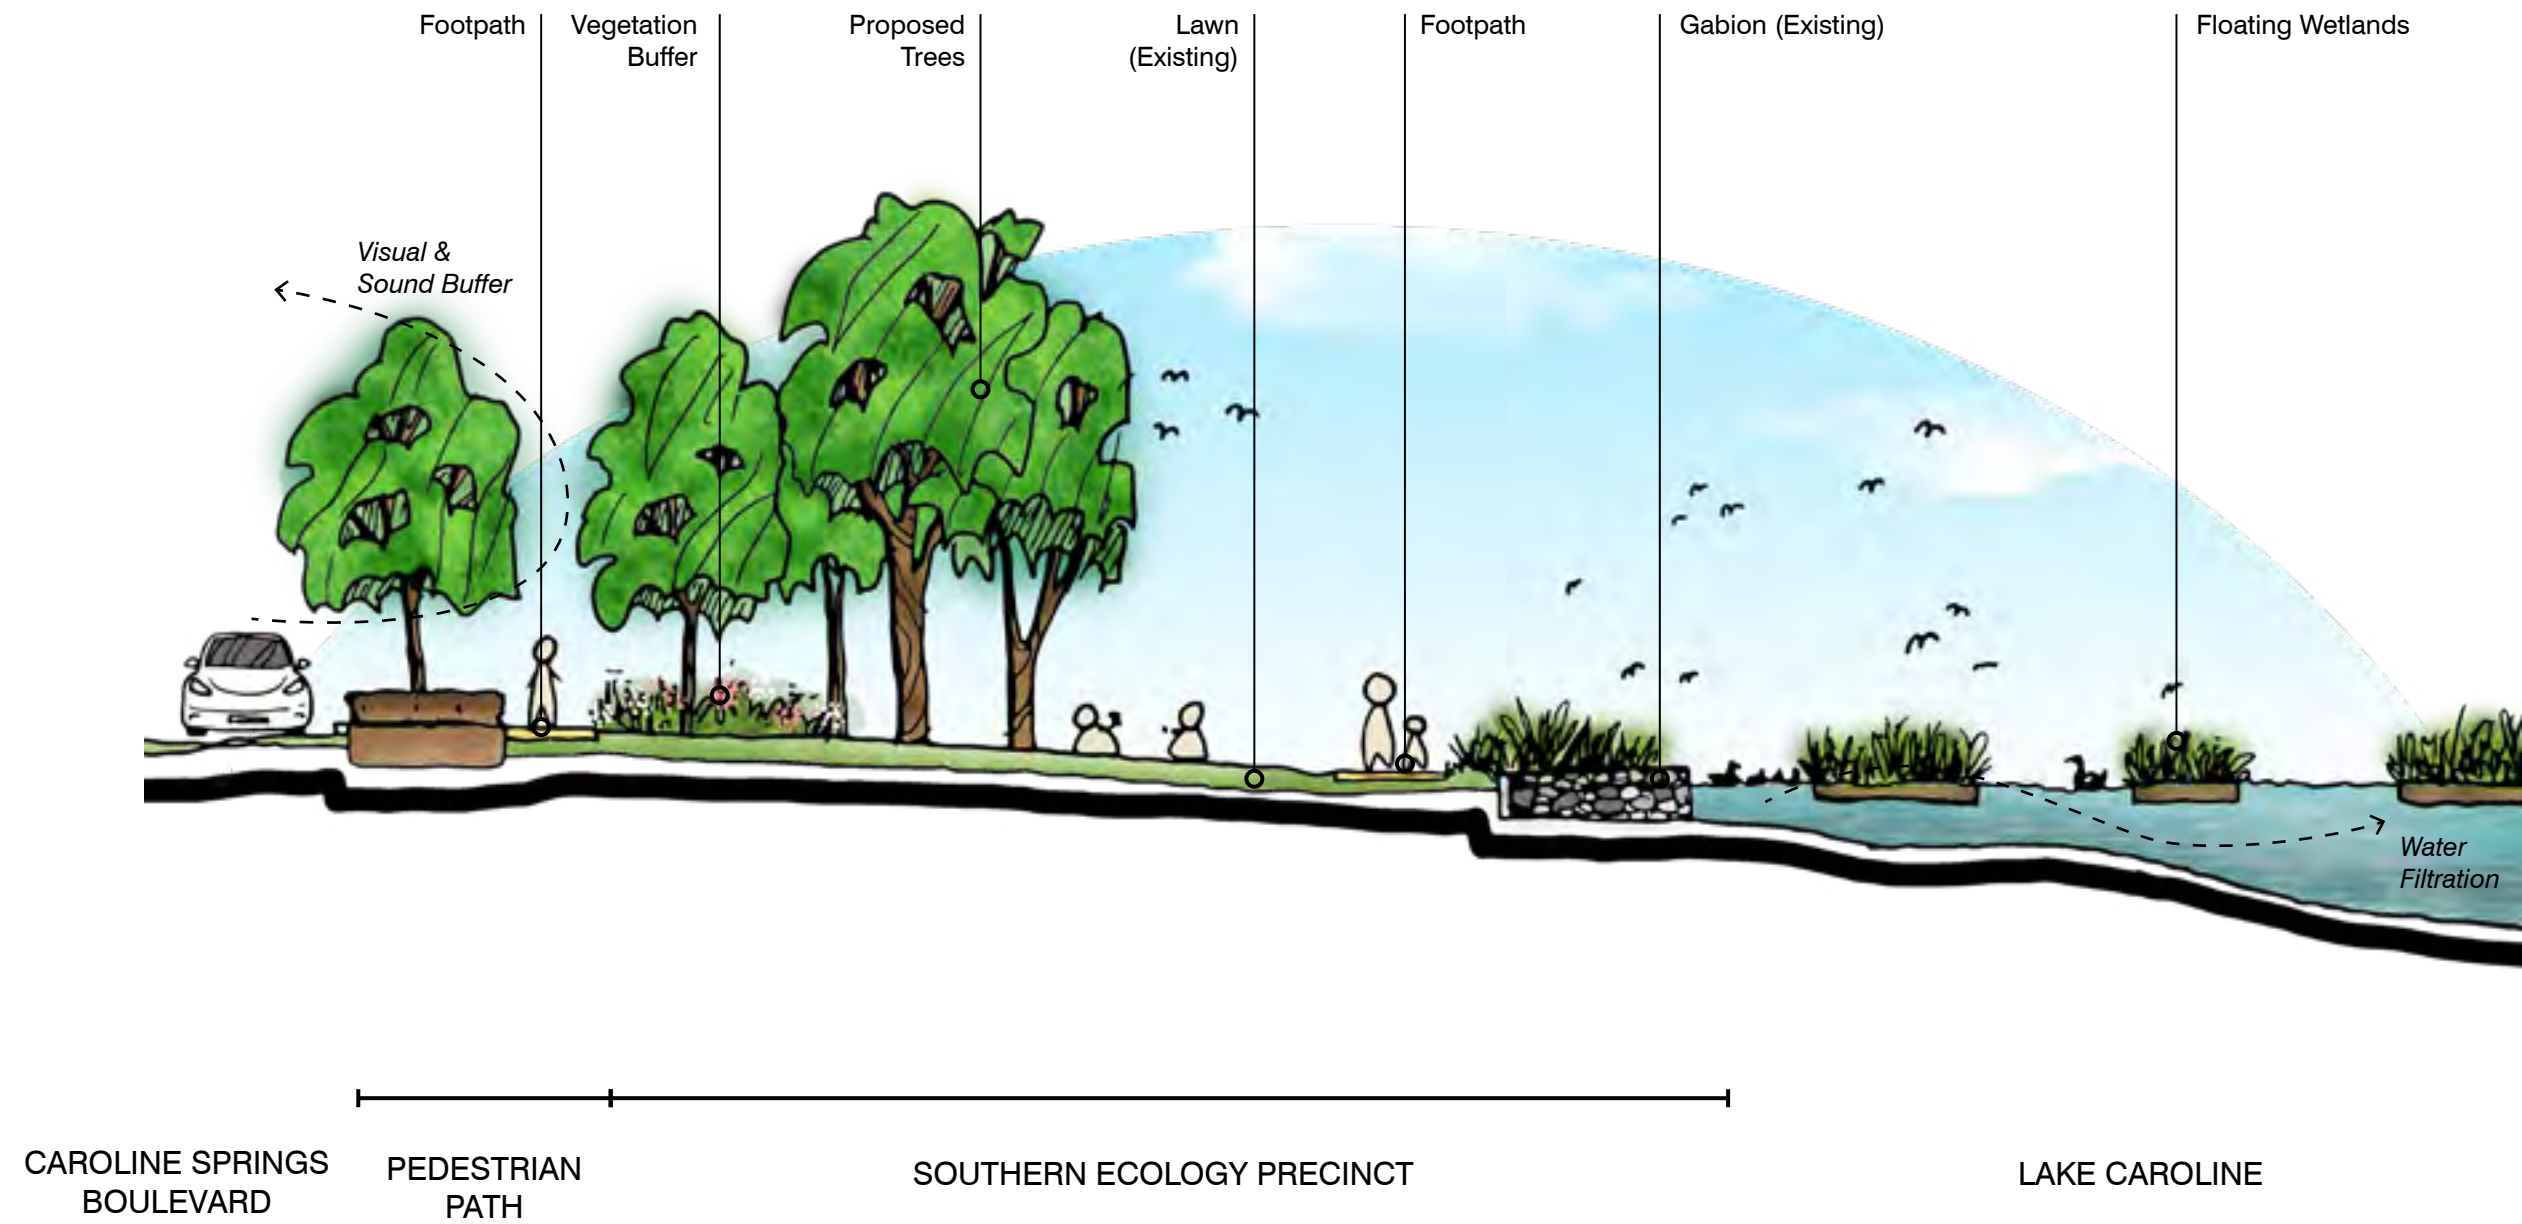 Footpath
Vegetation
Buffer
Proposed
Trees
Lawn
(Existing)
Footpath
Gabion (Existing)
Floating Wetlands
Visual &
Sound Buffer
Water
Filtration
CAROLINE SPRINGS
BOULEVARD
PEDESTRIAN
PATH
SOUTHERN ECOLOGY PRECINCT
LAKE CAROLINE